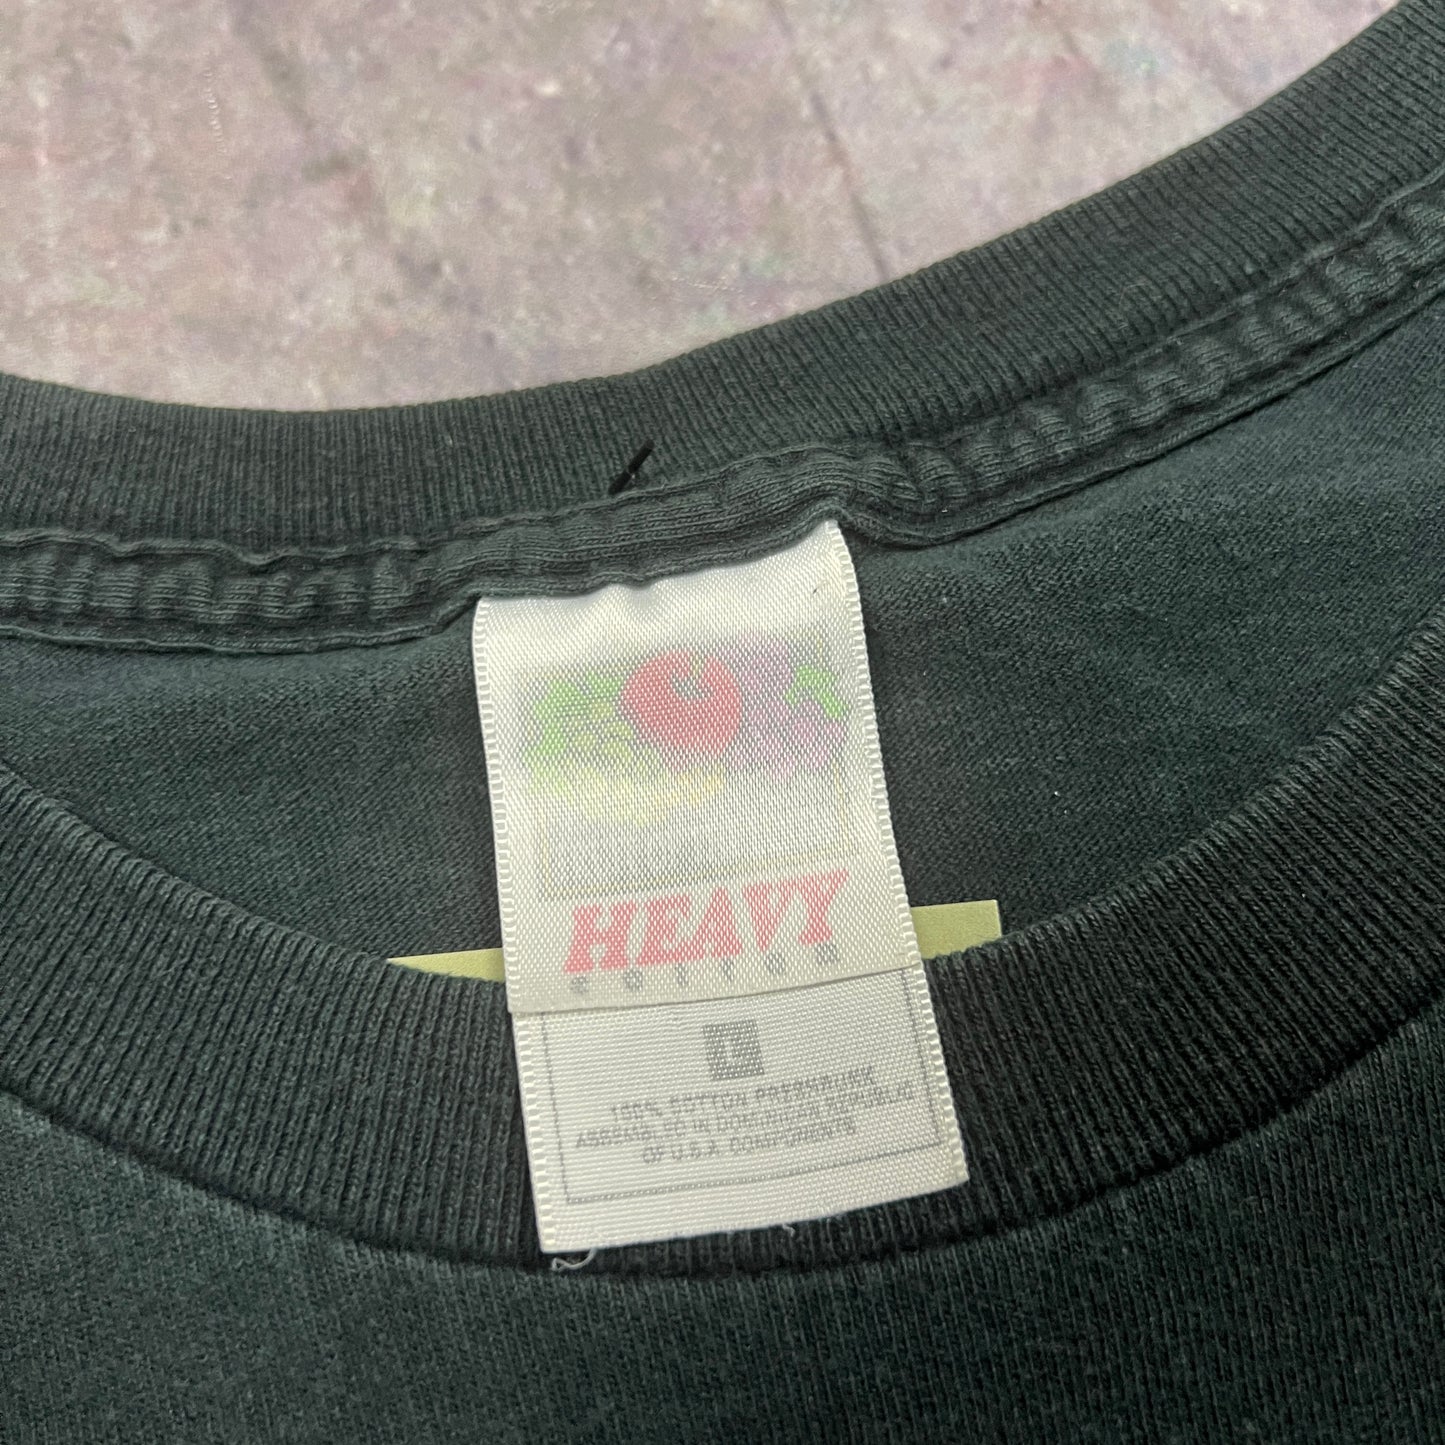 HEAVY
COTTON
L
100% COTTON PRESHRUNK
ASSEMBLED IN DOMINICAN REPUBLIC
OF U.S.A. COMPONENTS